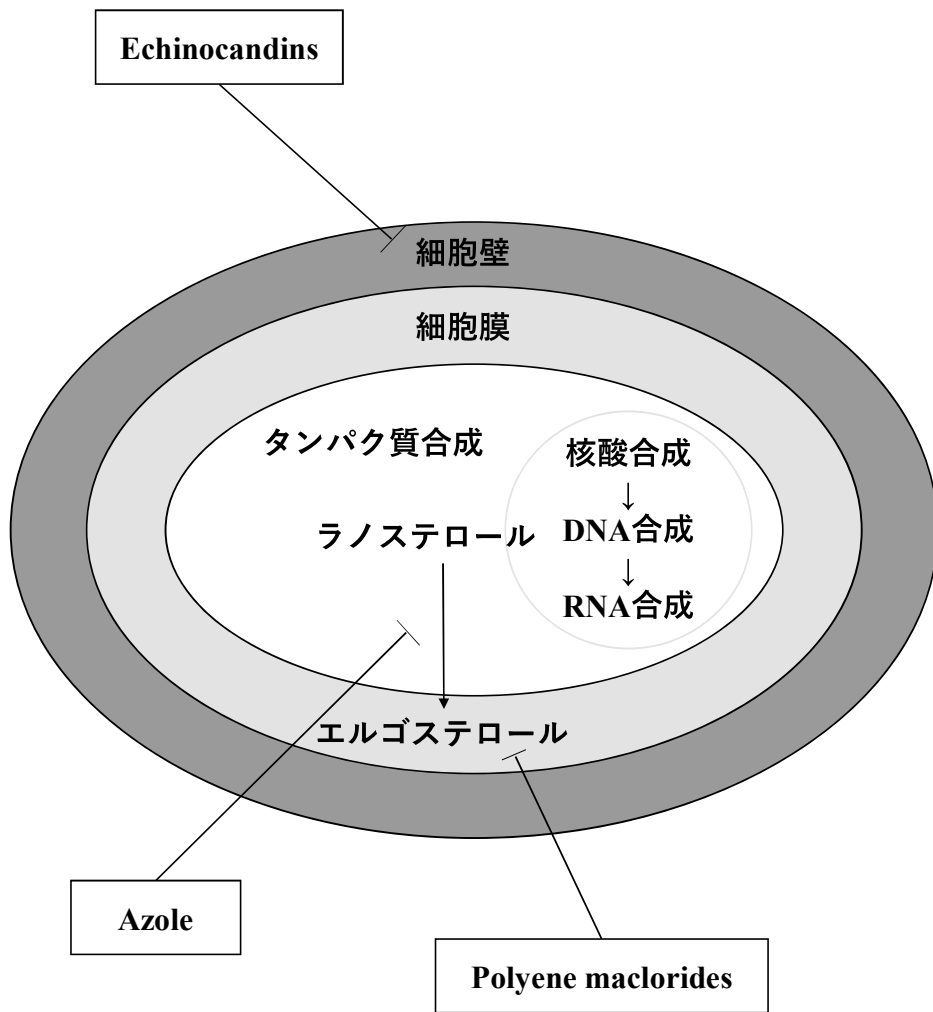 Echinocandins
細胞壁
細胞膜
タンパク質合成
核酸合成
↓
ラノステロール
DNA合成
↓
RNA合成
エルゴステロール
Azole
Polyene maclorides